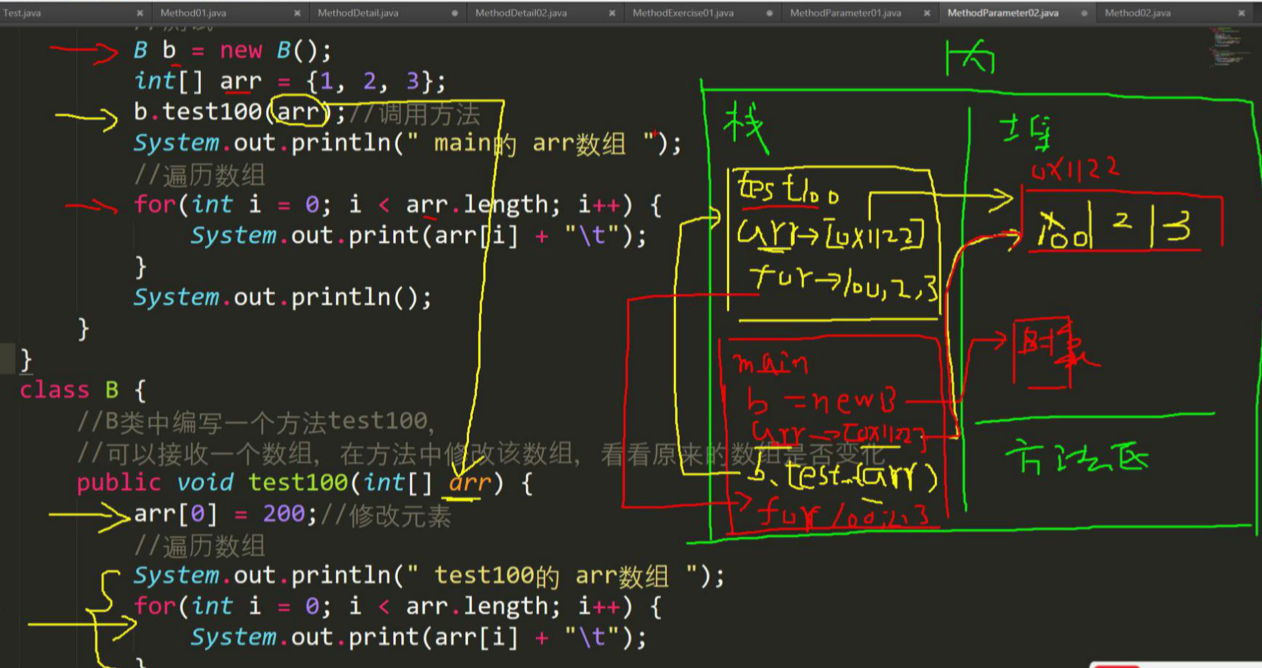 Test.java Method01.java MethodDetail.java MethodDetail02.java MethodExercise01.java MethodParameter01.java MethodParameter02.java Method02.java
B b = new B();
int[] arr = {1, 2, 3};
b.test100(arr);//调用方法
System.out.println(" main的 arr数组 ");
//遍历数组
for(int i = 0; i < arr.length; i++) {
System.out.print(arr[i] + "\t");
}
System.out.println();
}
}
class B {
//B类中编写一个方法test100，
//可以接收一个数组，在方法中修改该数组，看看原来的数组是否变化
public void test100(int[] arr) {
arr[0] = 200;//修改元素
//遍历数组
System.out.println(" test100的 arr数组 ");
for(int i = 0; i < arr.length; i++) {
System.out.print(arr[i] + "\t");
}
栈
test100
arr→[0x1122]
for→100,2,3
main
b =new B
arr→[0x1122]
b.test..(arr)
for 100,2,3
堆
0x1122
100 2 3
方法区